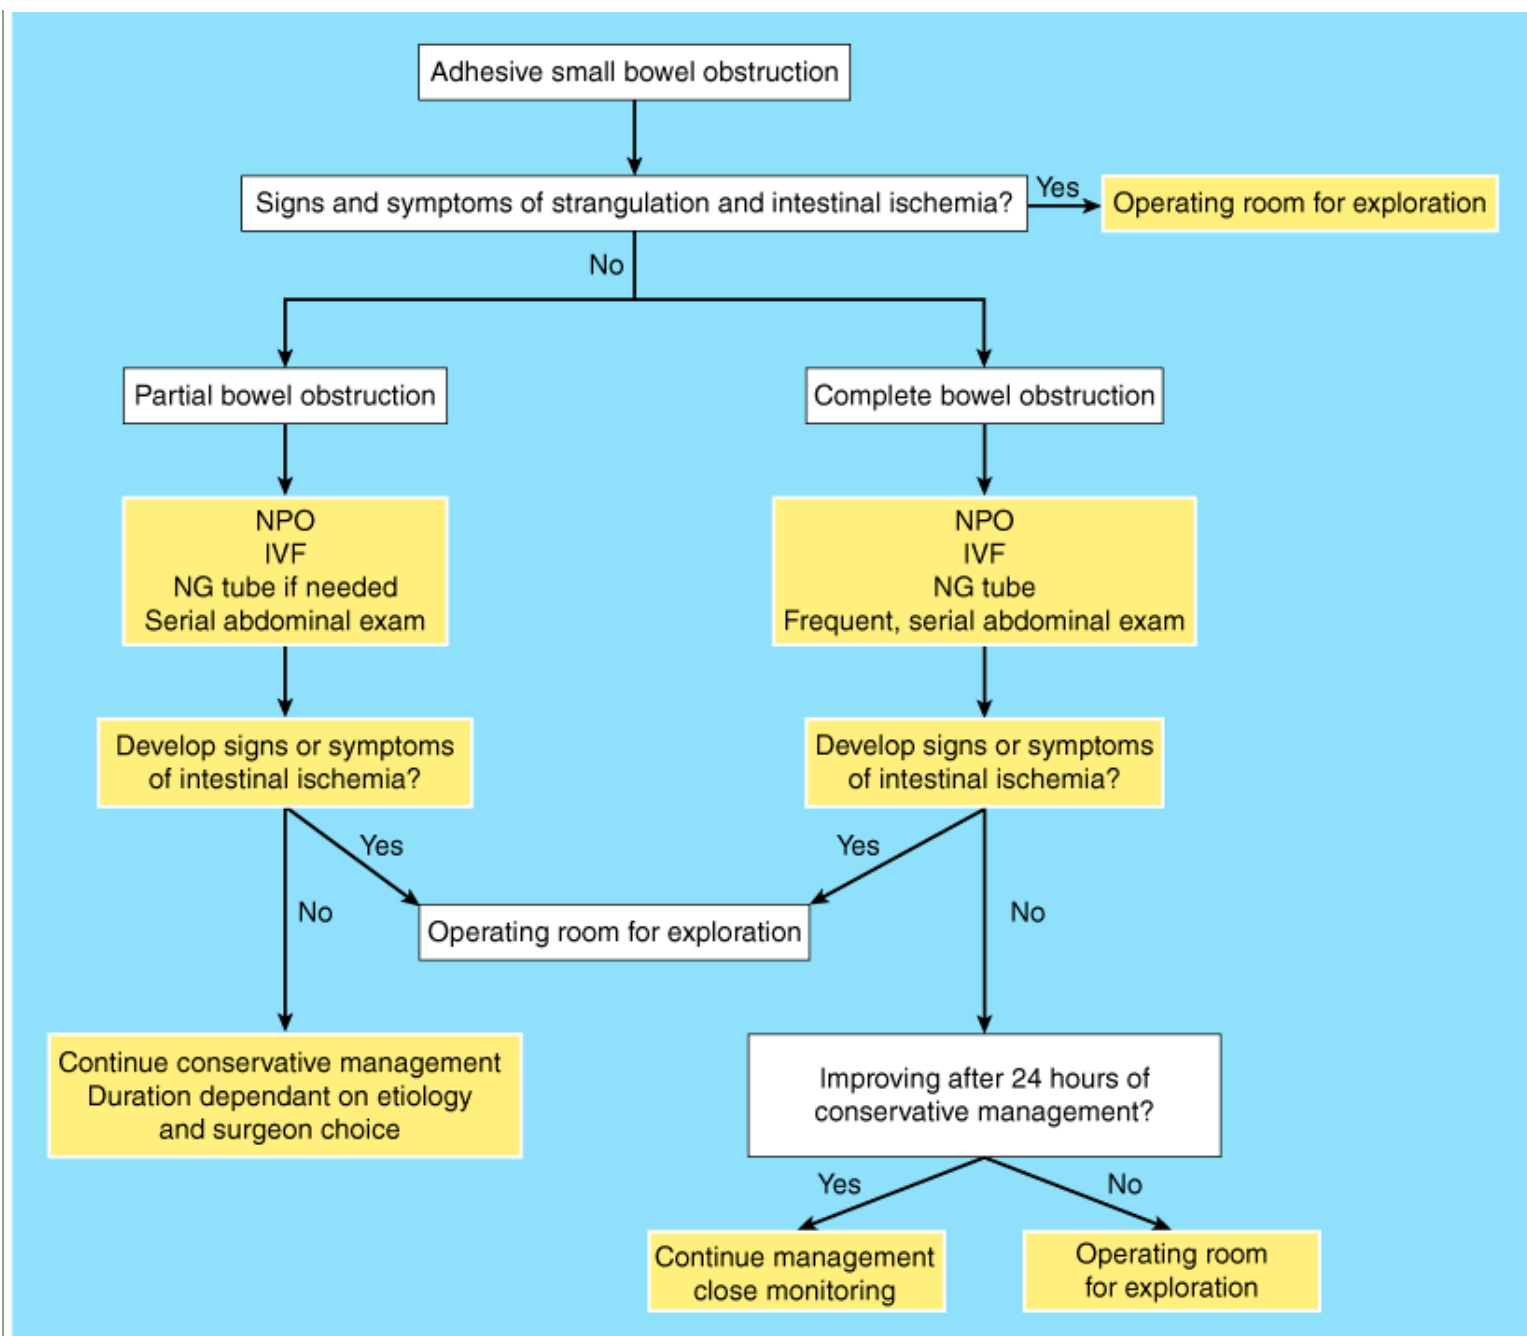 Adhesive small bowel obstruction
Signs and symptoms of strangulation and intestinal ischemia?
Yes
Operating room for exploration
No
Partial bowel obstruction
Complete bowel obstruction
NPO
IVF
NG tube if needed
Serial abdominal exam
NPO
IVF
NG tube
Frequent, serial abdominal exam
Develop signs or symptoms
of intestinal ischemia?
Develop signs or symptoms
of intestinal ischemia?
Yes
Yes
No
No
Operating room for exploration
Continue conservative management
Duration dependant on etiology
and surgeon choice
Improving after 24 hours of
conservative management?
Yes
No
Continue management
close monitoring
Operating room
for exploration